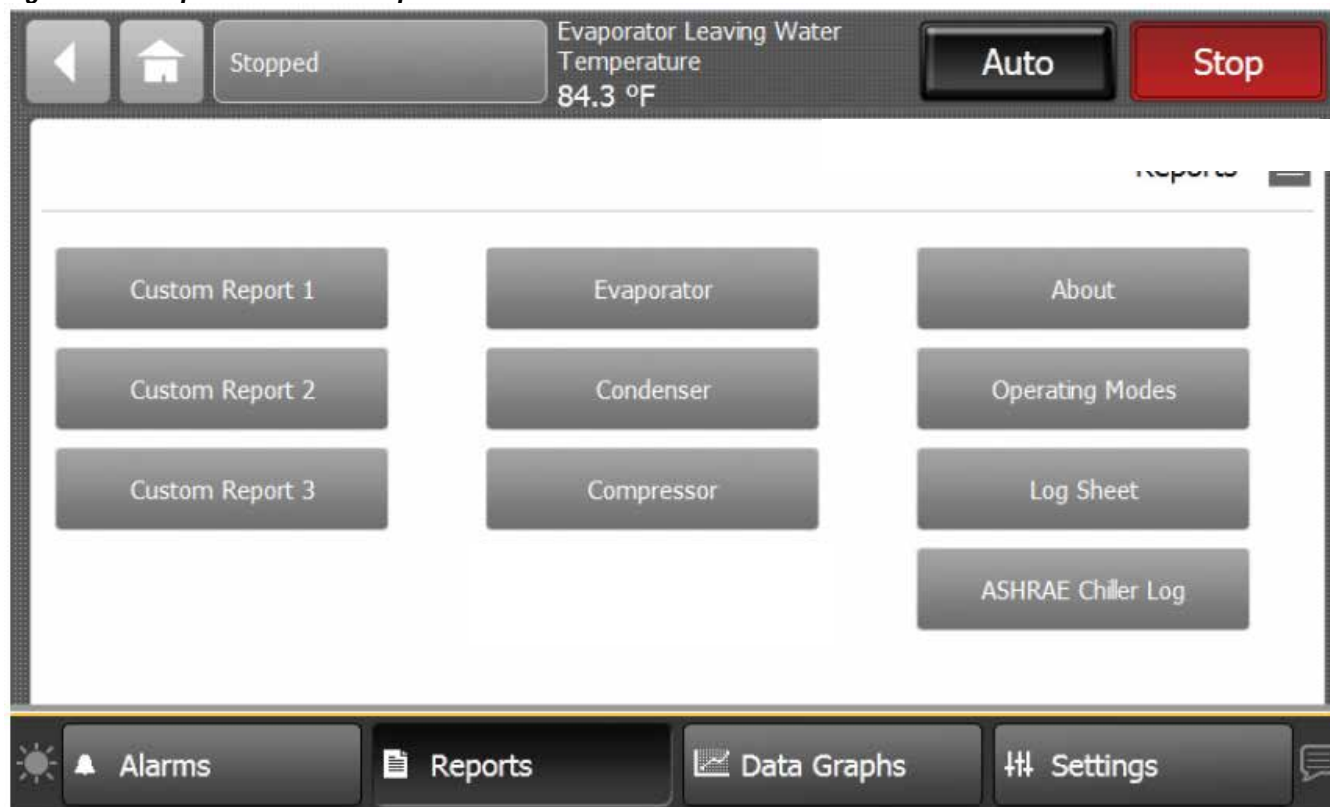 Stopped
Evaporator Leaving Water
Temperature
84.3 °F
Auto
Stop
Reports
Custom Report 1
Evaporator
About
Custom Report 2
Condenser
Operating Modes
Custom Report 3
Compressor
Log Sheet
ASHRAE Chiller Log
Alarms
Reports
Data Graphs
Settings